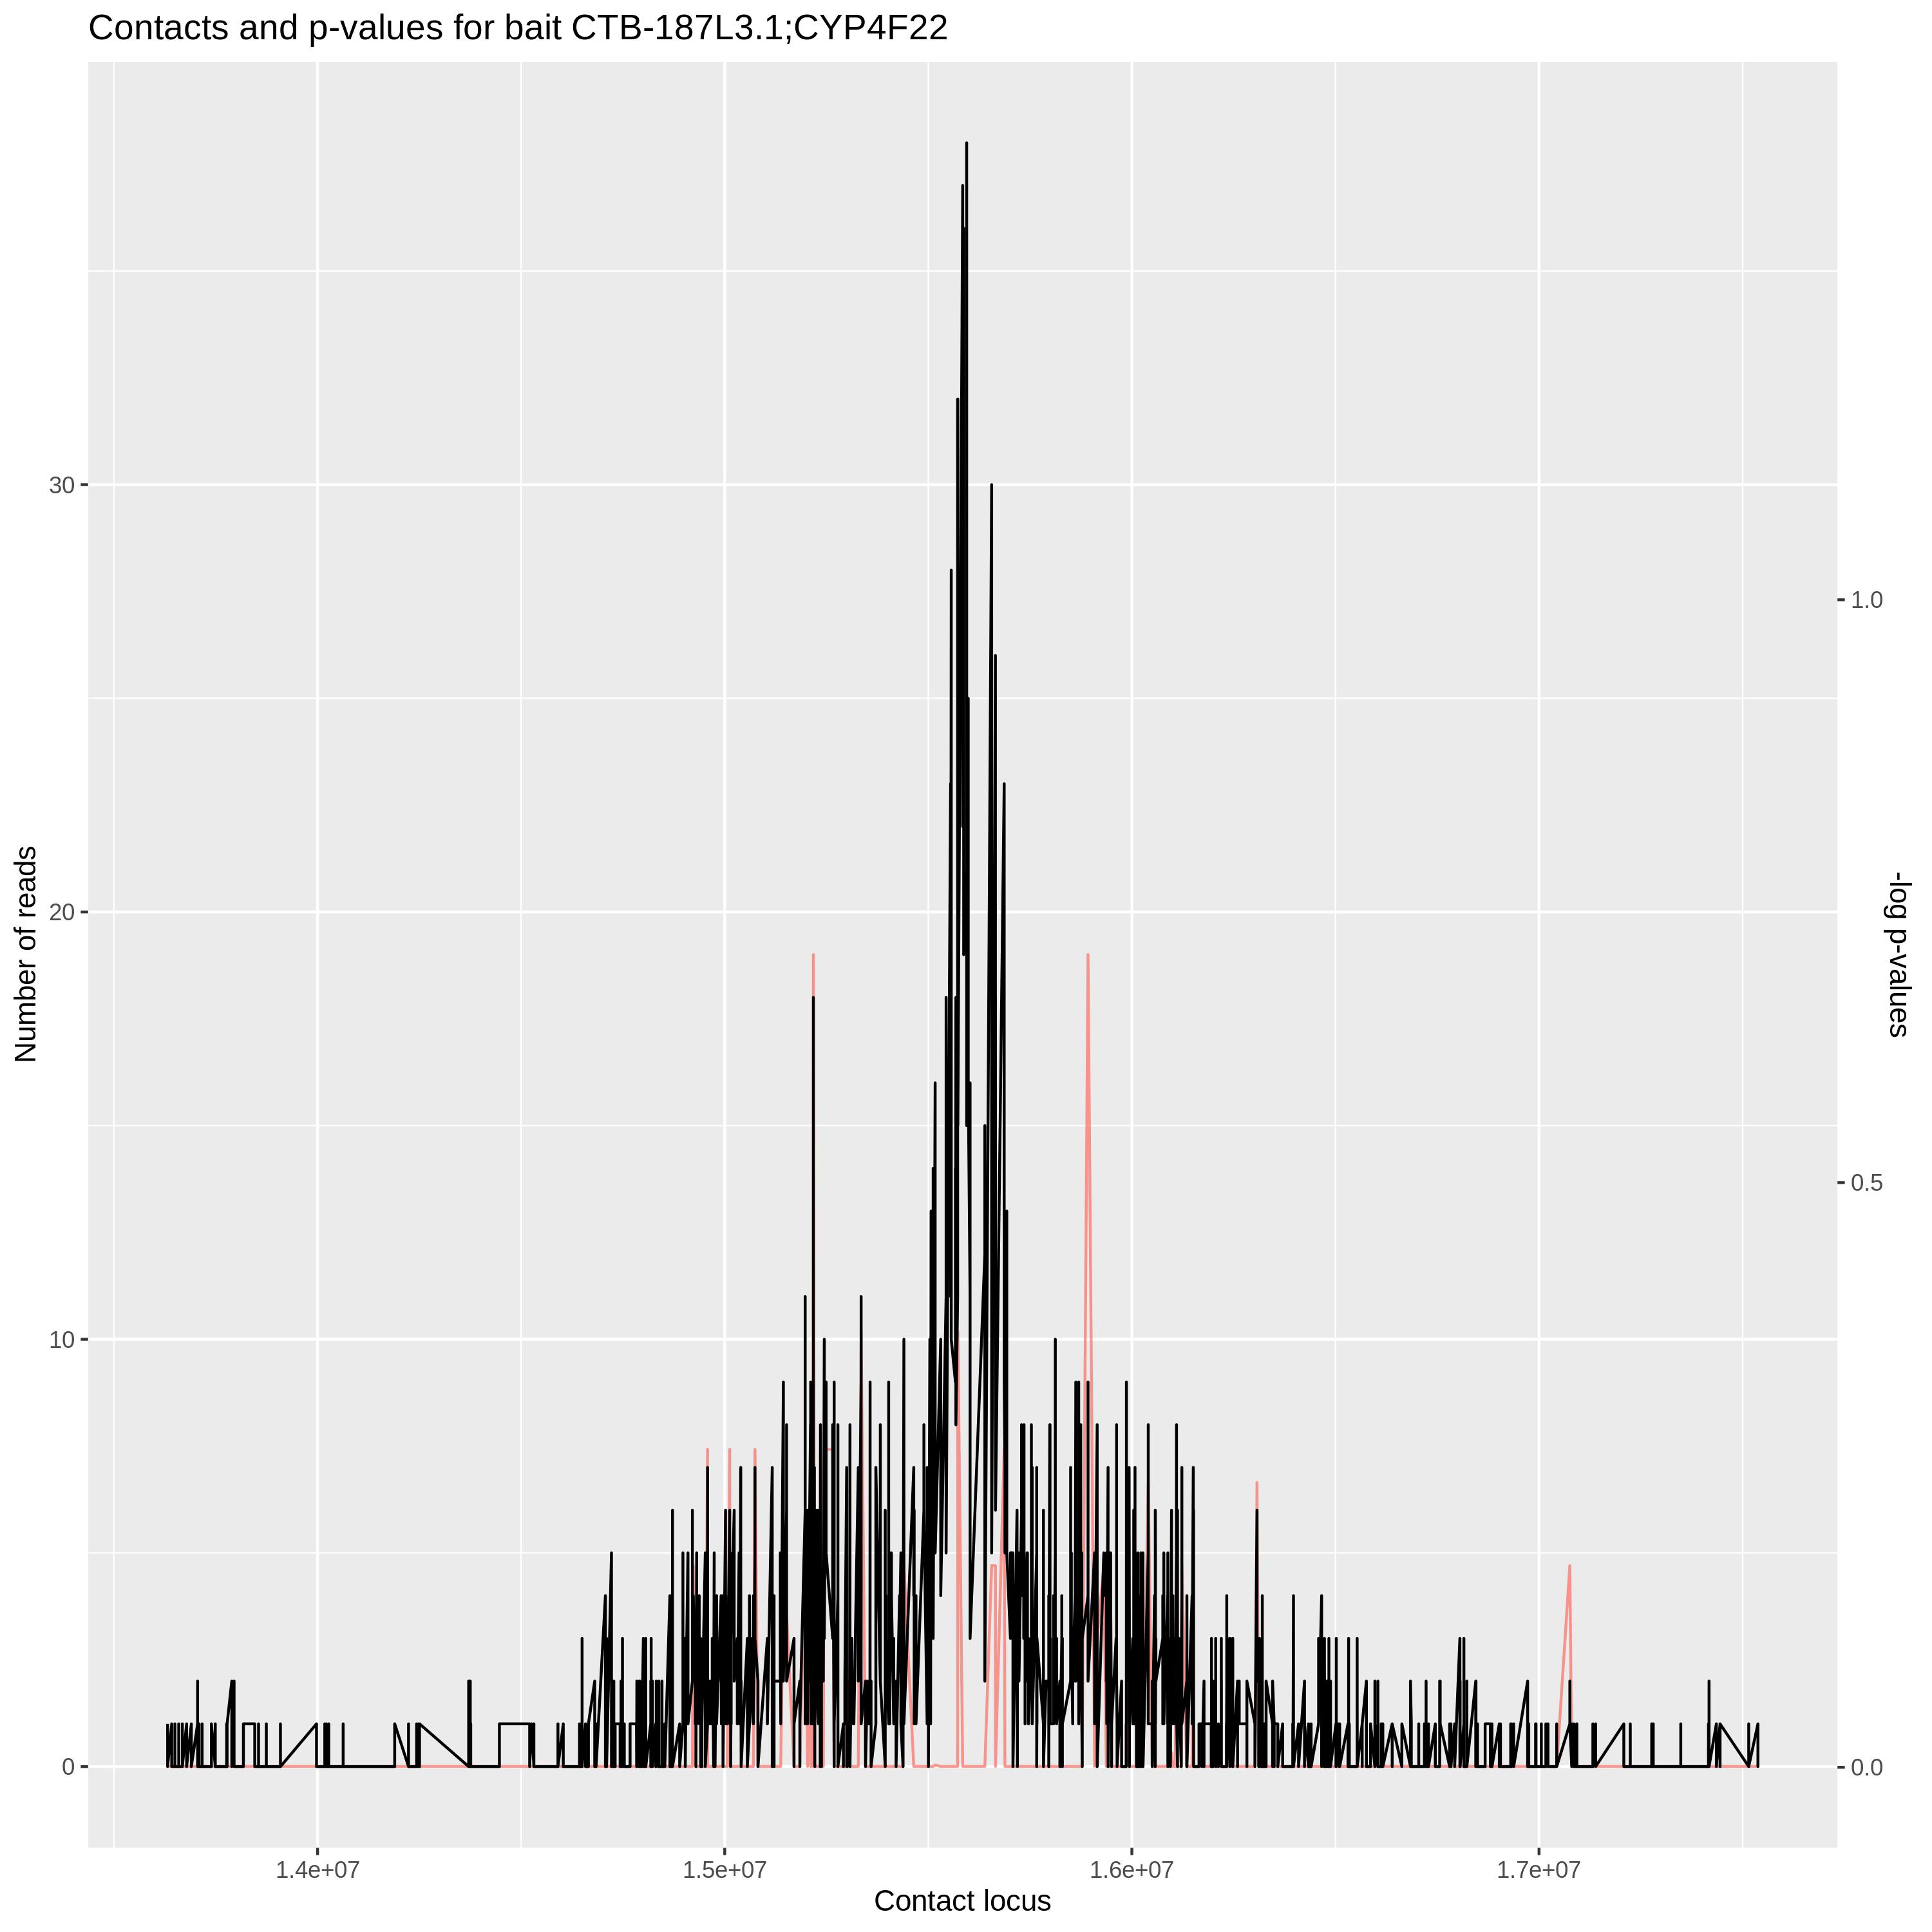 Contacts and p-values for bait CTB-187L3.1;CYP4F22
Number of reads
30
20
10
0
1.0
0.5
0.0
-log p-values
1.4e+07
1.5e+07
1.6e+07
1.7e+07
Contact locus